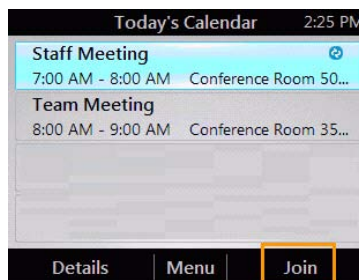 Today's Calendar 2:25 PM
Staff Meeting
7:00 AM - 8:00 AM Conference Room 50...
Team Meeting
8:00 AM - 9:00 AM Conference Room 35...
Details Menu Join